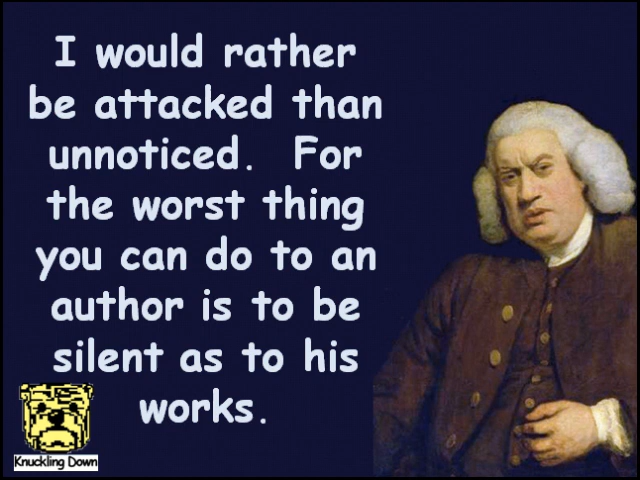 I would rather
be attacked than
unnoticed.  For
the worst thing
you can do to an
author is to be
silent as to his
works.
Knuckling Down